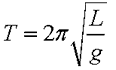 T = 2π√(L/g)